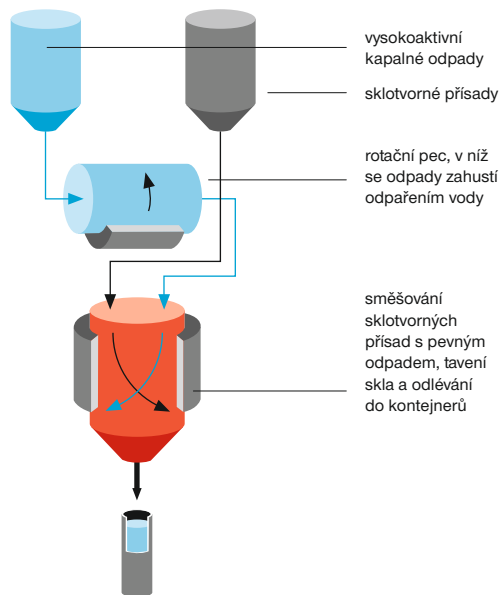 vysokoaktivní
kapalné odpady
sklotvorné přísady
rotační pec, v níž
se odpady zahustí
odpařením vody
směšování
sklotvorných
přísad s pevným
odpadem, tavení
skla a odlévání
do kontejnerů